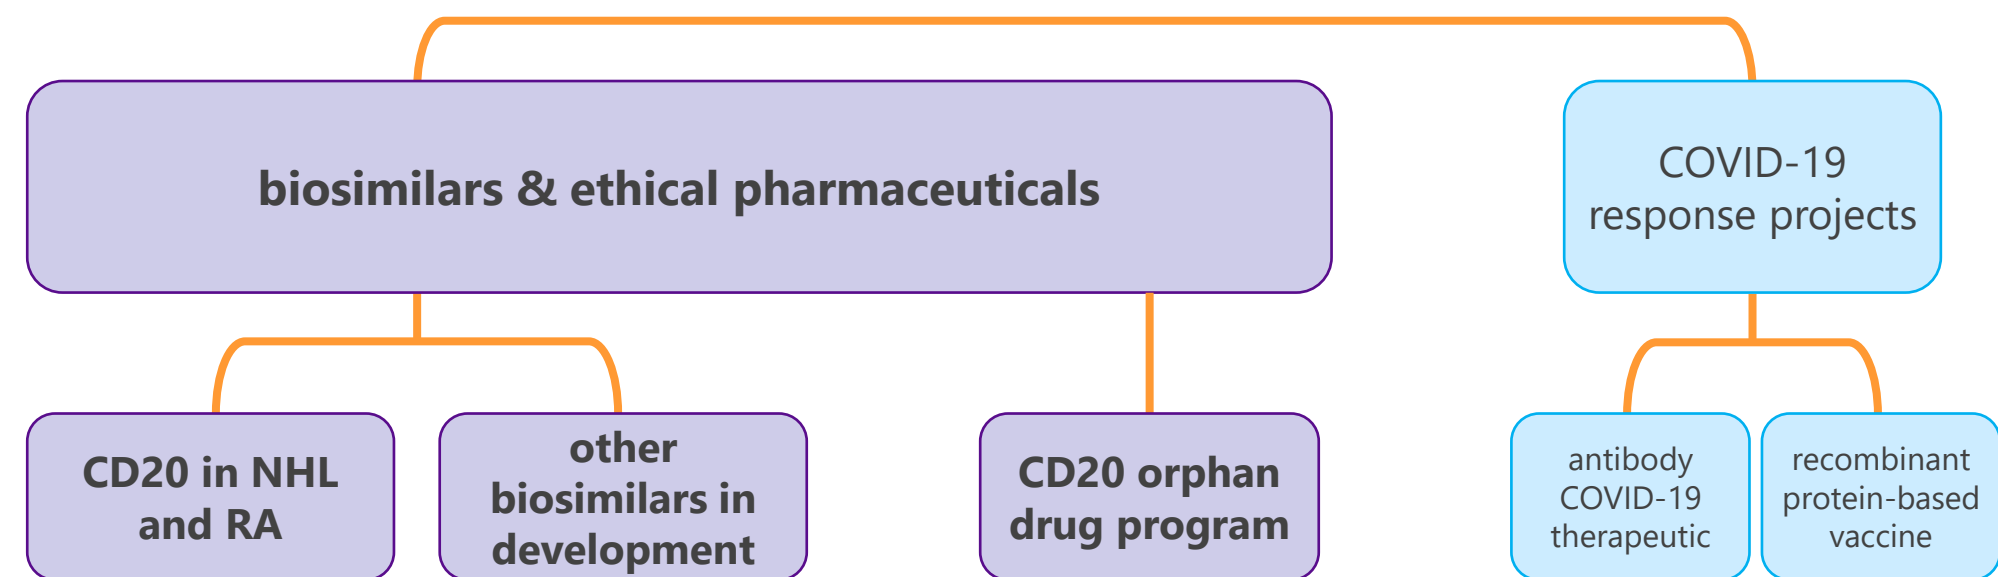 biosimilars & ethical pharmaceuticals
COVID-19
response projects
CD20 in NHL
and RA
other
biosimilars in
development
CD20 orphan
drug program
antibody
COVID-19
therapeutic
recombinant
protein-based
vaccine